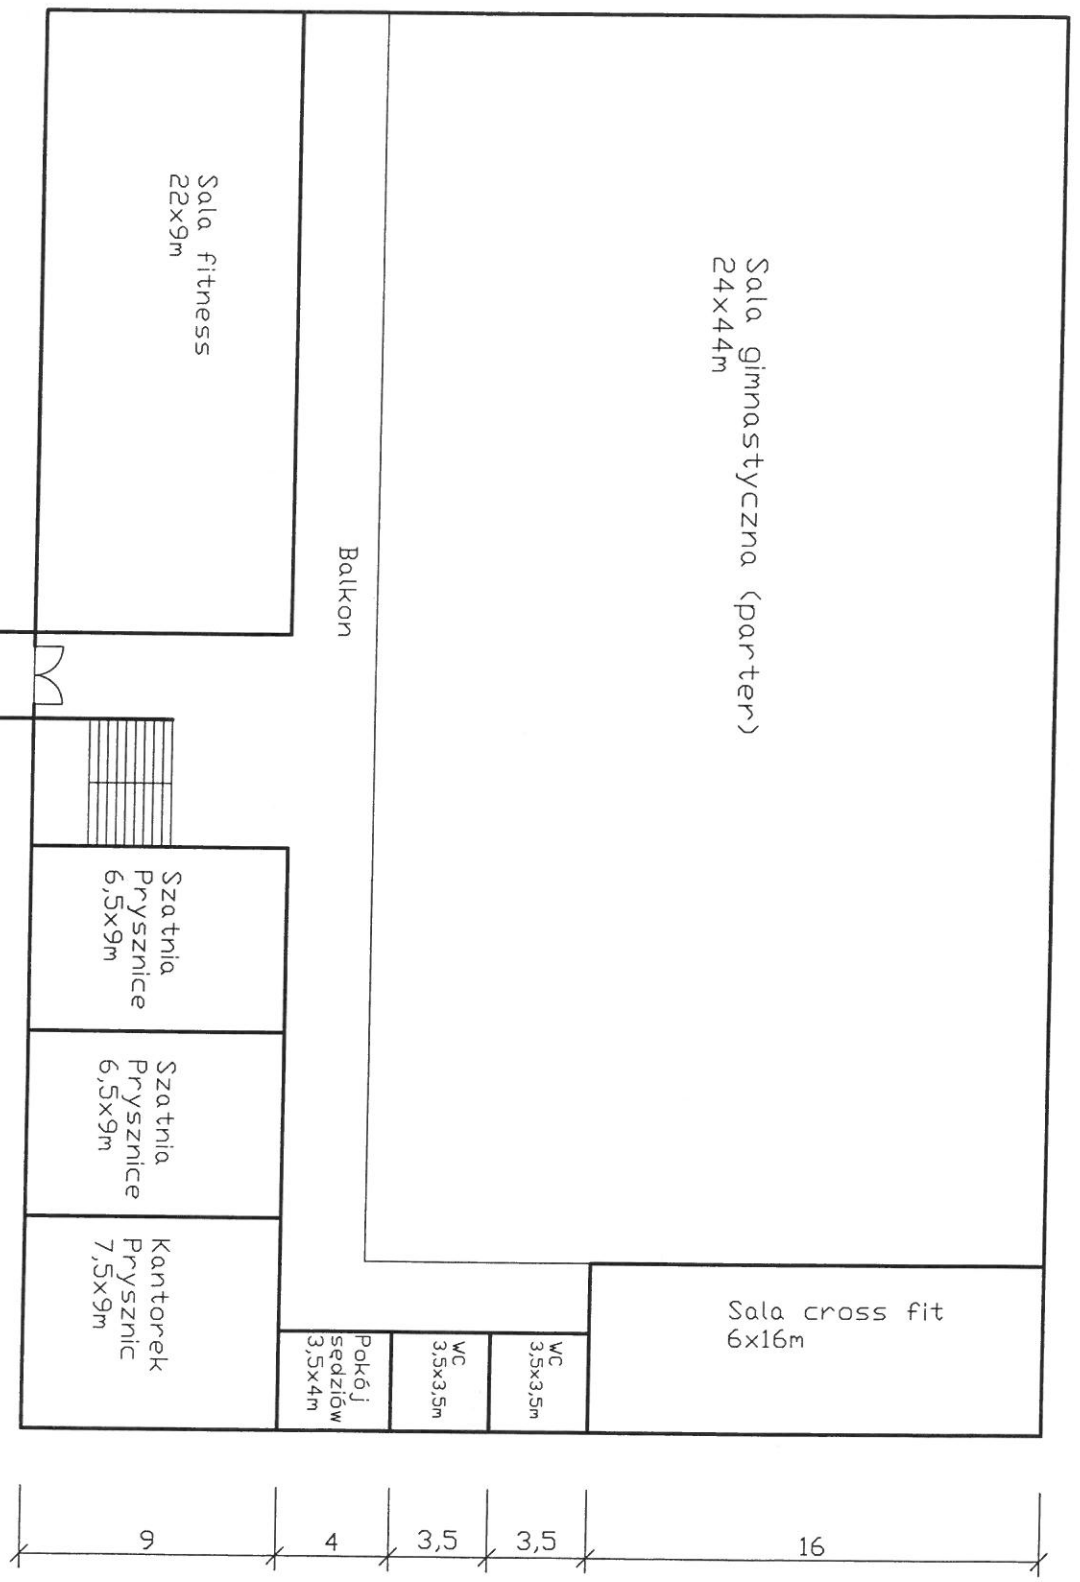 Sala gimnastyczna (parter)
24x44m
Sala fitness
22x9m
Balkon
Szatnia
Prysznice
6,5x9m
Szatnia
Prysznice
6,5x9m
Kantorek
Prysznic
7,5x9m
Pokój
sędziów
3,5x4m
WC
3,5x3,5m
WC
3,5x3,5m
Sala cross fit
6x16m
9
4
3,5
3,5
16